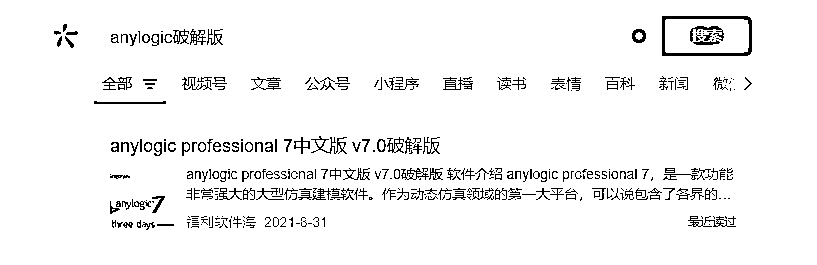 anylogic破解版
搜索
全部 视频号 文章 公众号 小程序 直播 读书 表情 百科 新闻
anylogic professional 7中文版 v7.0破解版
anylogic professional 7中文版 v7.0破解版 软件介绍 anylogic professional 7，是一款功能
非常强大的大型仿真建模软件。作为动态仿真领域的第一大平台，可以说包含了各界的...
anylogic 7
three days
福利软件海 2021-8-31
最近读过